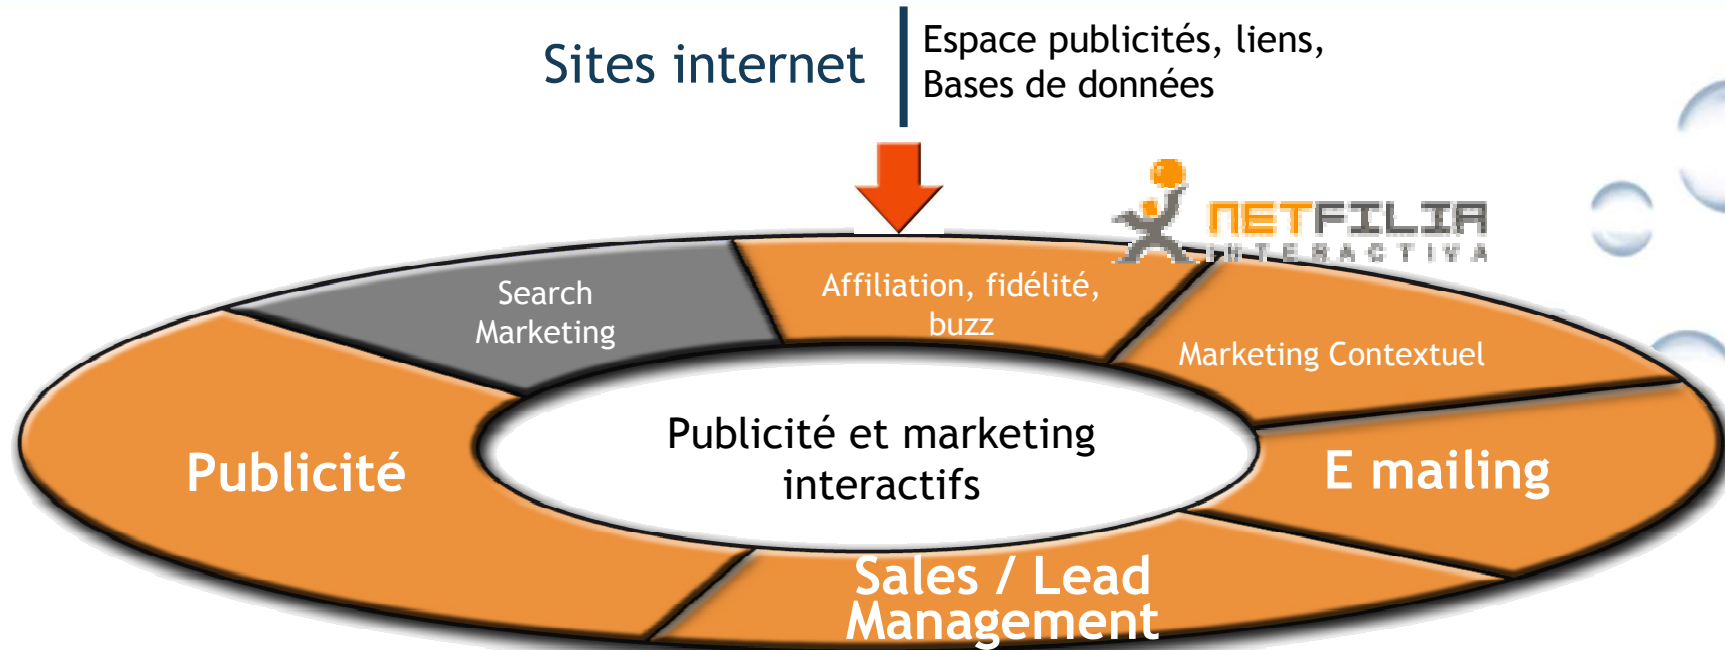 Sites internet
Espace publicités, liens,
Bases de données
NETFILIA
INTERACTIVA
Search
Marketing
Affiliation, fidélité,
buzz
Marketing Contextuel
Publicité et marketing
interactifs
Publicité
E mailing
Sales / Lead
Management